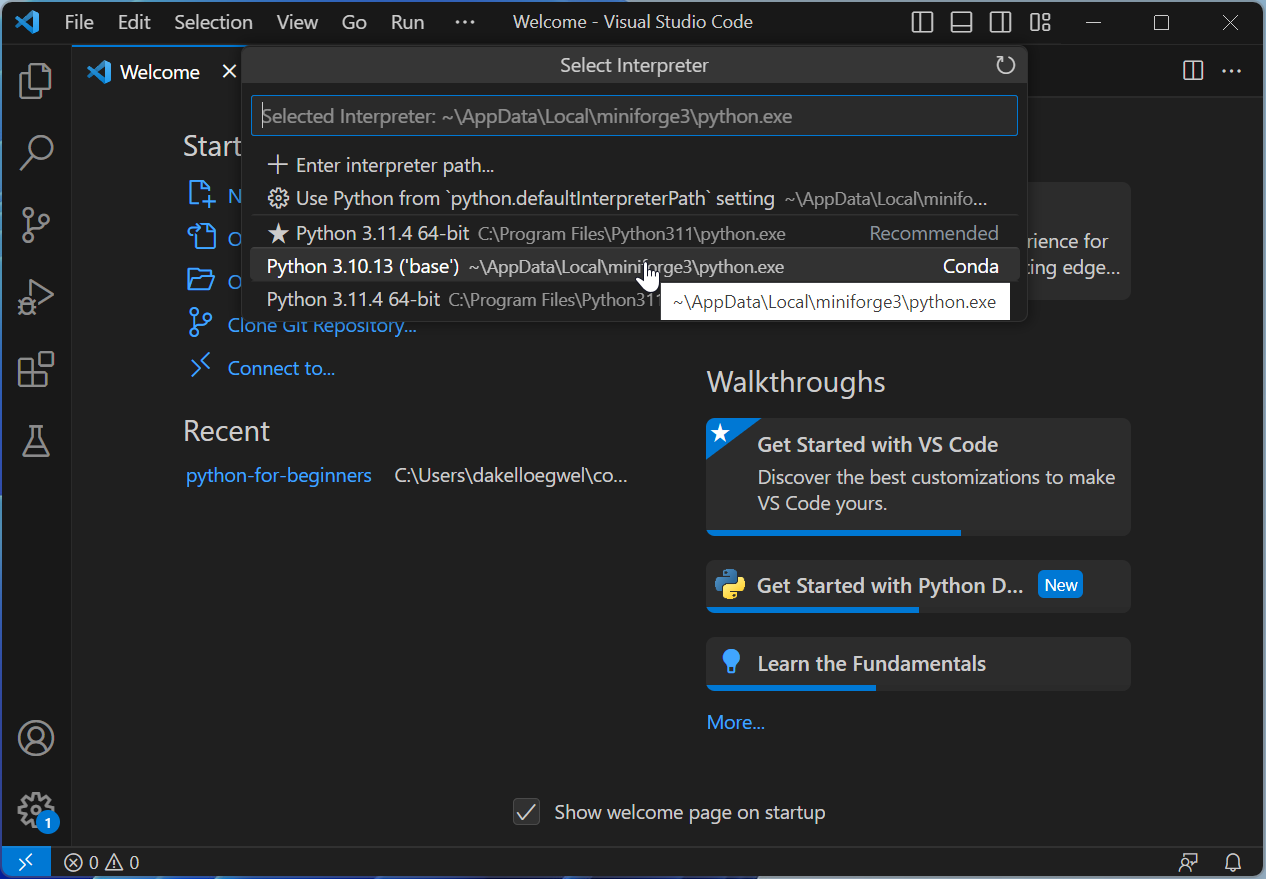 File Edit Selection View Go Run ··· Welcome - Visual Studio Code
Welcome
Select Interpreter
Selected Interpreter: ~\AppData\Local\miniforge3\python.exe
Enter interpreter path...
Use Python from `python.defaultInterpreterPath` setting ~\AppData\Local\minifo...
Python 3.11.4 64-bit C:\Program Files\Python311\python.exe Recommended
Python 3.10.13 ('base') ~\AppData\Local\miniforge3\python.exe Conda
Python 3.11.4 64-bit C:\Program Files\Python311
~\AppData\Local\miniforge3\python.exe
Start
N
O
O
Clone Git Repository...
Connect to...
Recent
python-for-beginners C:\Users\dakelloegwel\co...
rience for
ing edge...
Walkthroughs
Get Started with VS Code
Discover the best customizations to make
VS Code yours.
Get Started with Python D... New
Learn the Fundamentals
More...
Show welcome page on startup
1
0 0